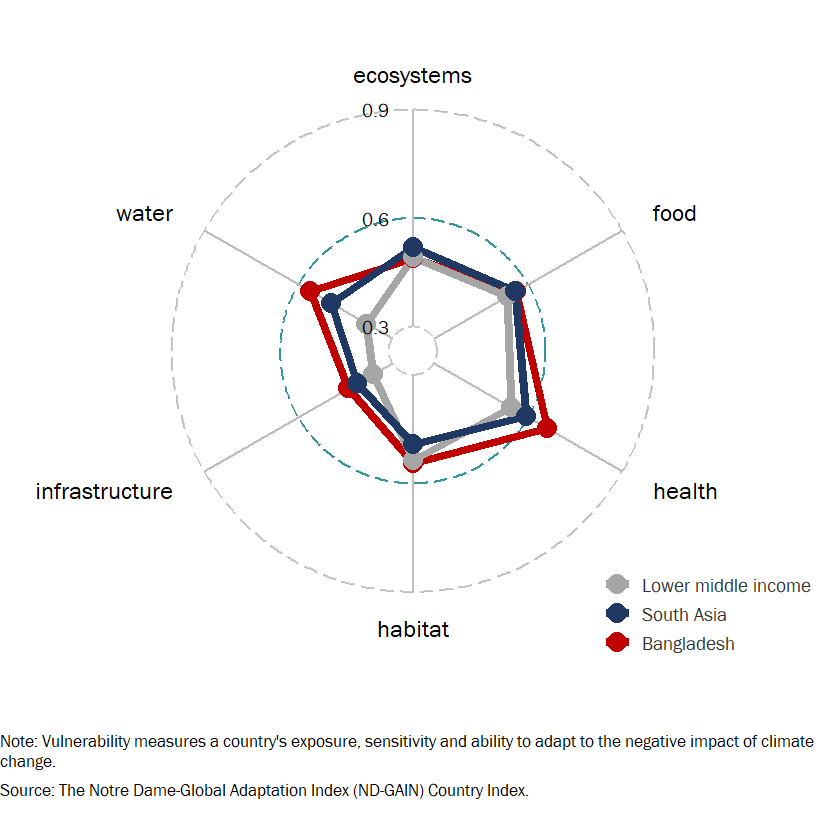 ecosystems
0.9
water
food
0.6
0.3
infrastructure
health
Lower middle income
South Asia
habitat
Bangladesh
Note: Vulnerability measures a country's exposure, sensitivity and ability to adapt to the negative impact of climate
change.
Source: The Notre Dame-Global Adaptation Index (ND-GAIN) Country Index.